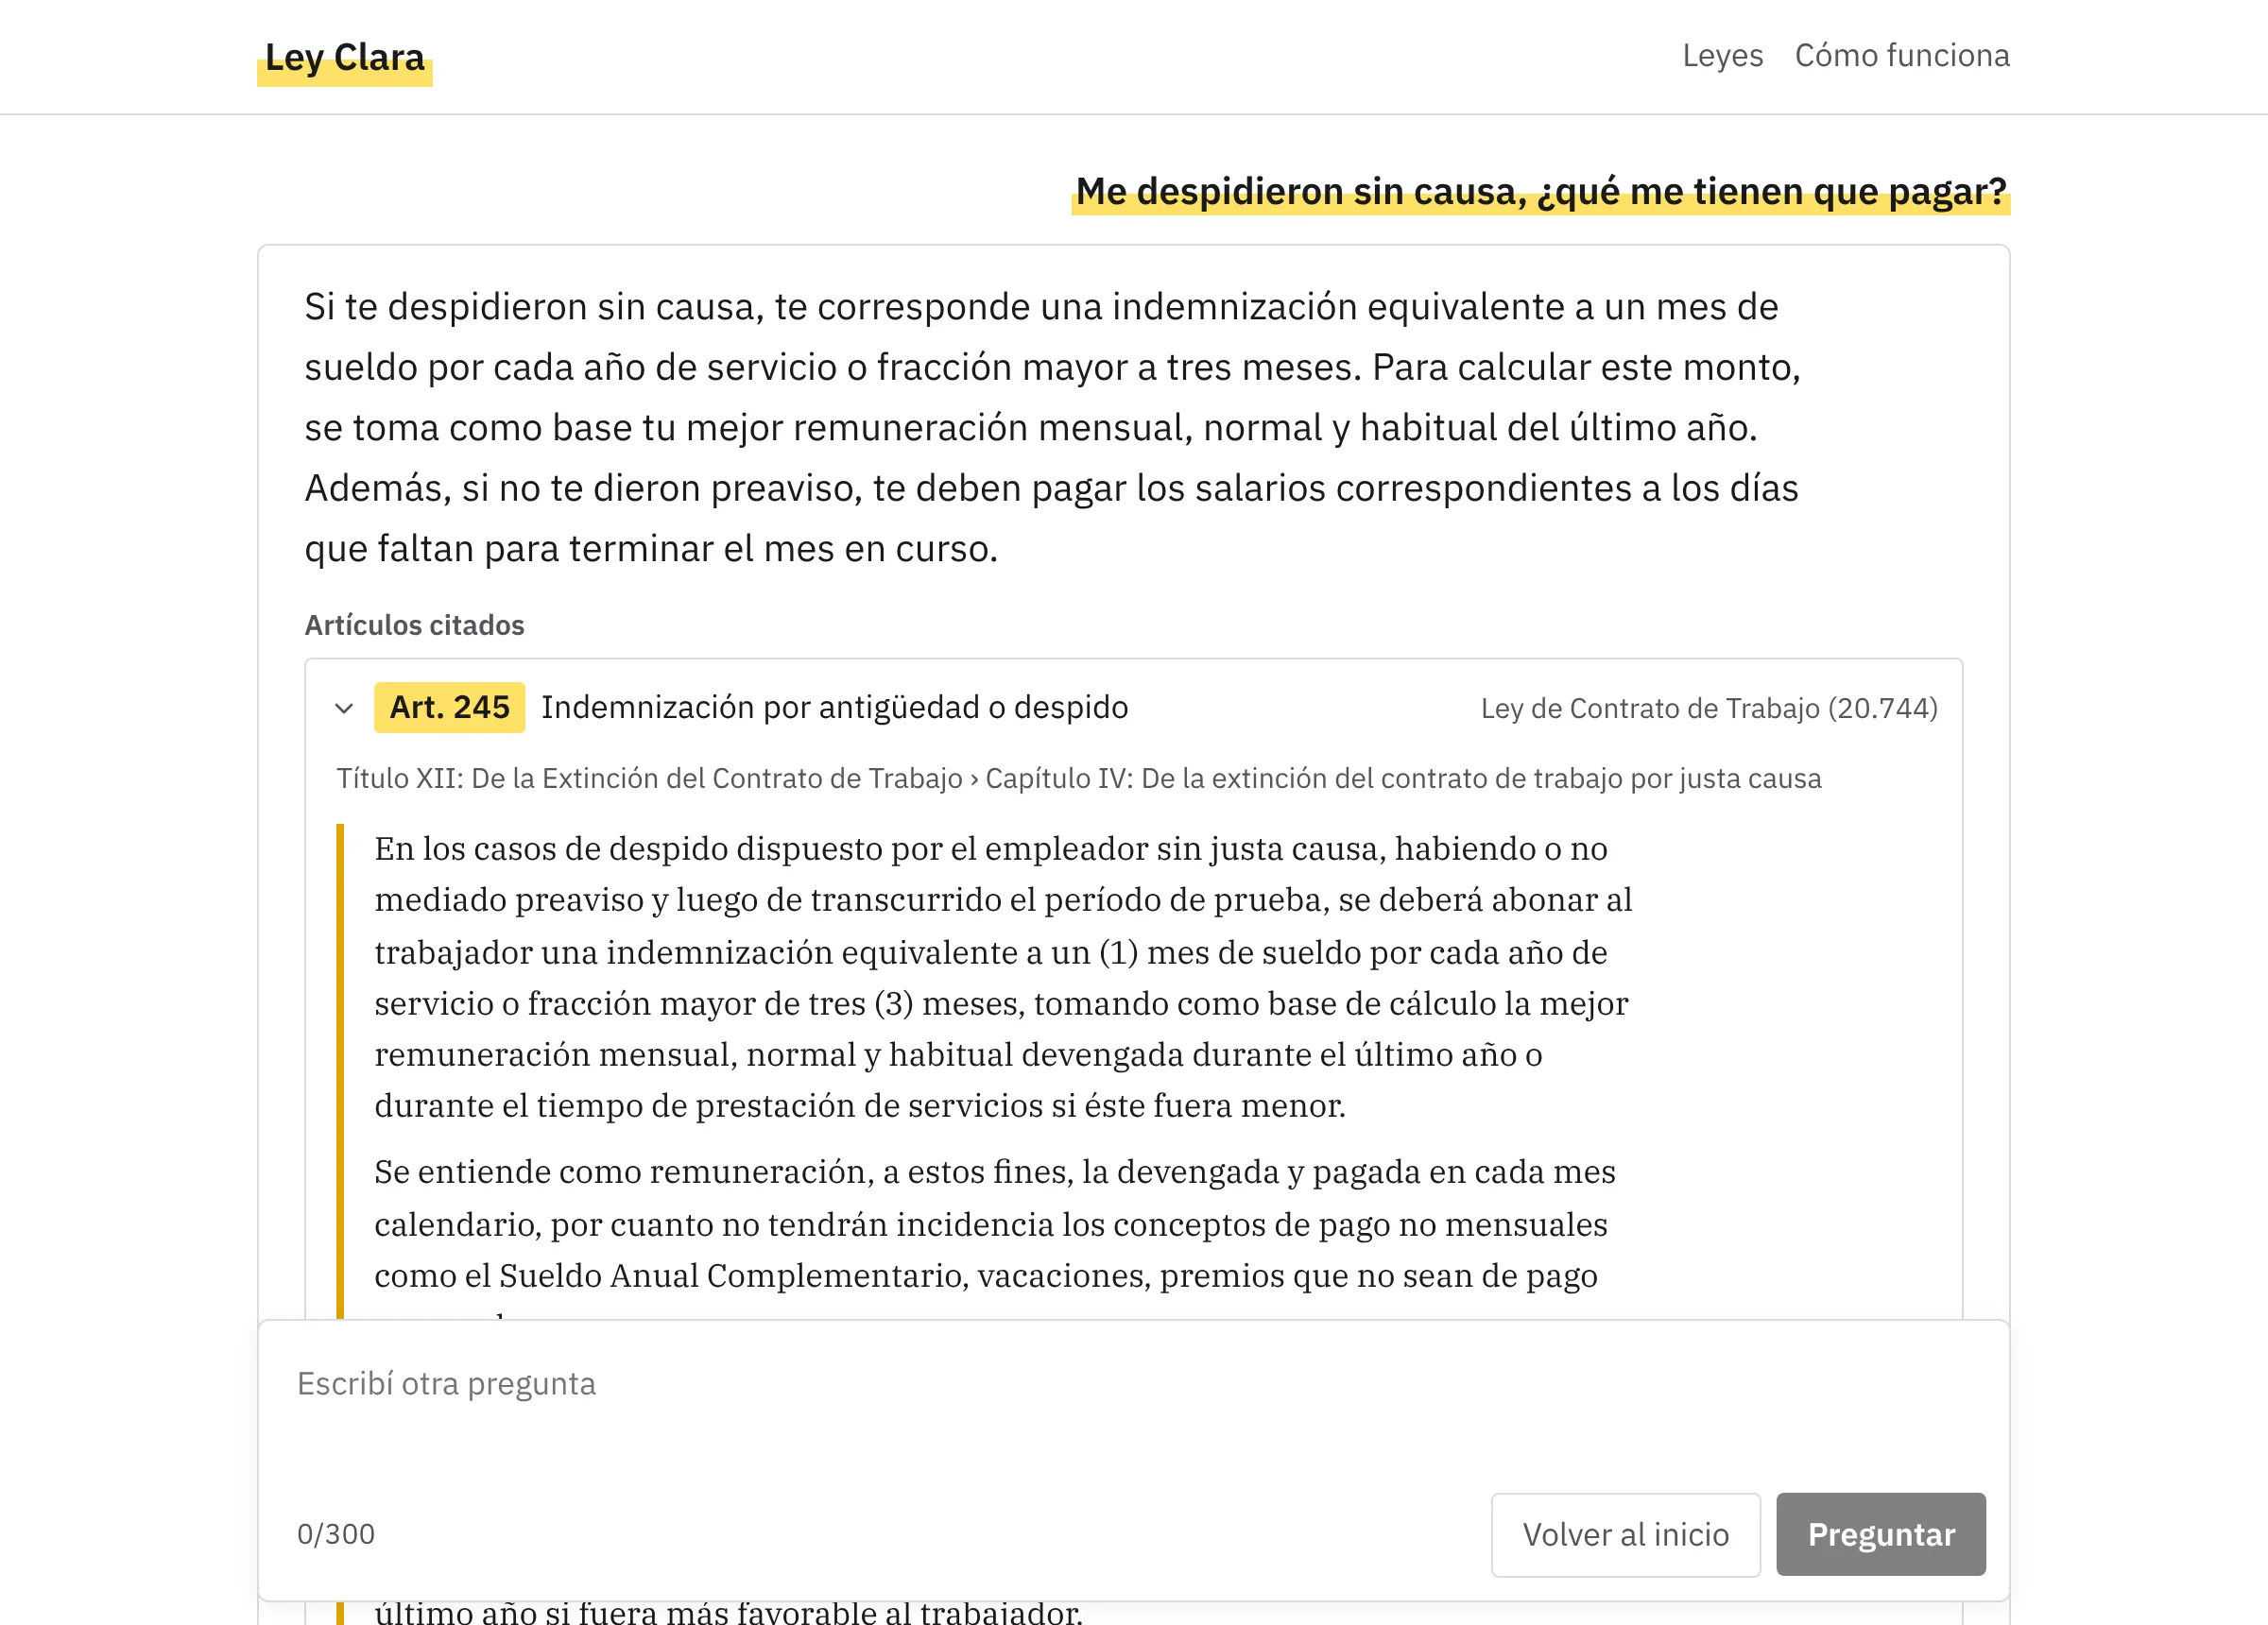 Ley Clara
Leyes
Cómo funciona
Me despidieron sin causa, ¿qué me tienen que pagar?
Si te despidieron sin causa, te corresponde una indemnización equivalente a un mes de
sueldo por cada año de servicio o fracción mayor a tres meses. Para calcular este monto,
se toma como base tu mejor remuneración mensual, normal y habitual del último año.
Además, si no te dieron preaviso, te deben pagar los salarios correspondientes a los días
que faltan para terminar el mes en curso.
Artículos citados
Art. 245 Indemnización por antigüedad o despido
Ley de Contrato de Trabajo (20.744)
Título XII: De la Extinción del Contrato de Trabajo › Capítulo IV: De la extinción del contrato de trabajo por justa causa
En los casos de despido dispuesto por el empleador sin justa causa, habiendo o no
mediado preaviso y luego de transcurrido el período de prueba, se deberá abonar al
trabajador una indemnización equivalente a un (1) mes de sueldo por cada año de
servicio o fracción mayor de tres (3) meses, tomando como base de cálculo la mejor
remuneración mensual, normal y habitual devengada durante el último año o
durante el tiempo de prestación de servicios si éste fuera menor.
Se entiende como remuneración, a estos fines, la devengada y pagada en cada mes
calendario, por cuanto no tendrán incidencia los conceptos de pago no mensuales
como el Sueldo Anual Complementario, vacaciones, premios que no sean de pago
Escribí otra pregunta
0/300
Volver al inicio
Preguntar
último año si fuera más favorable al trabajador.